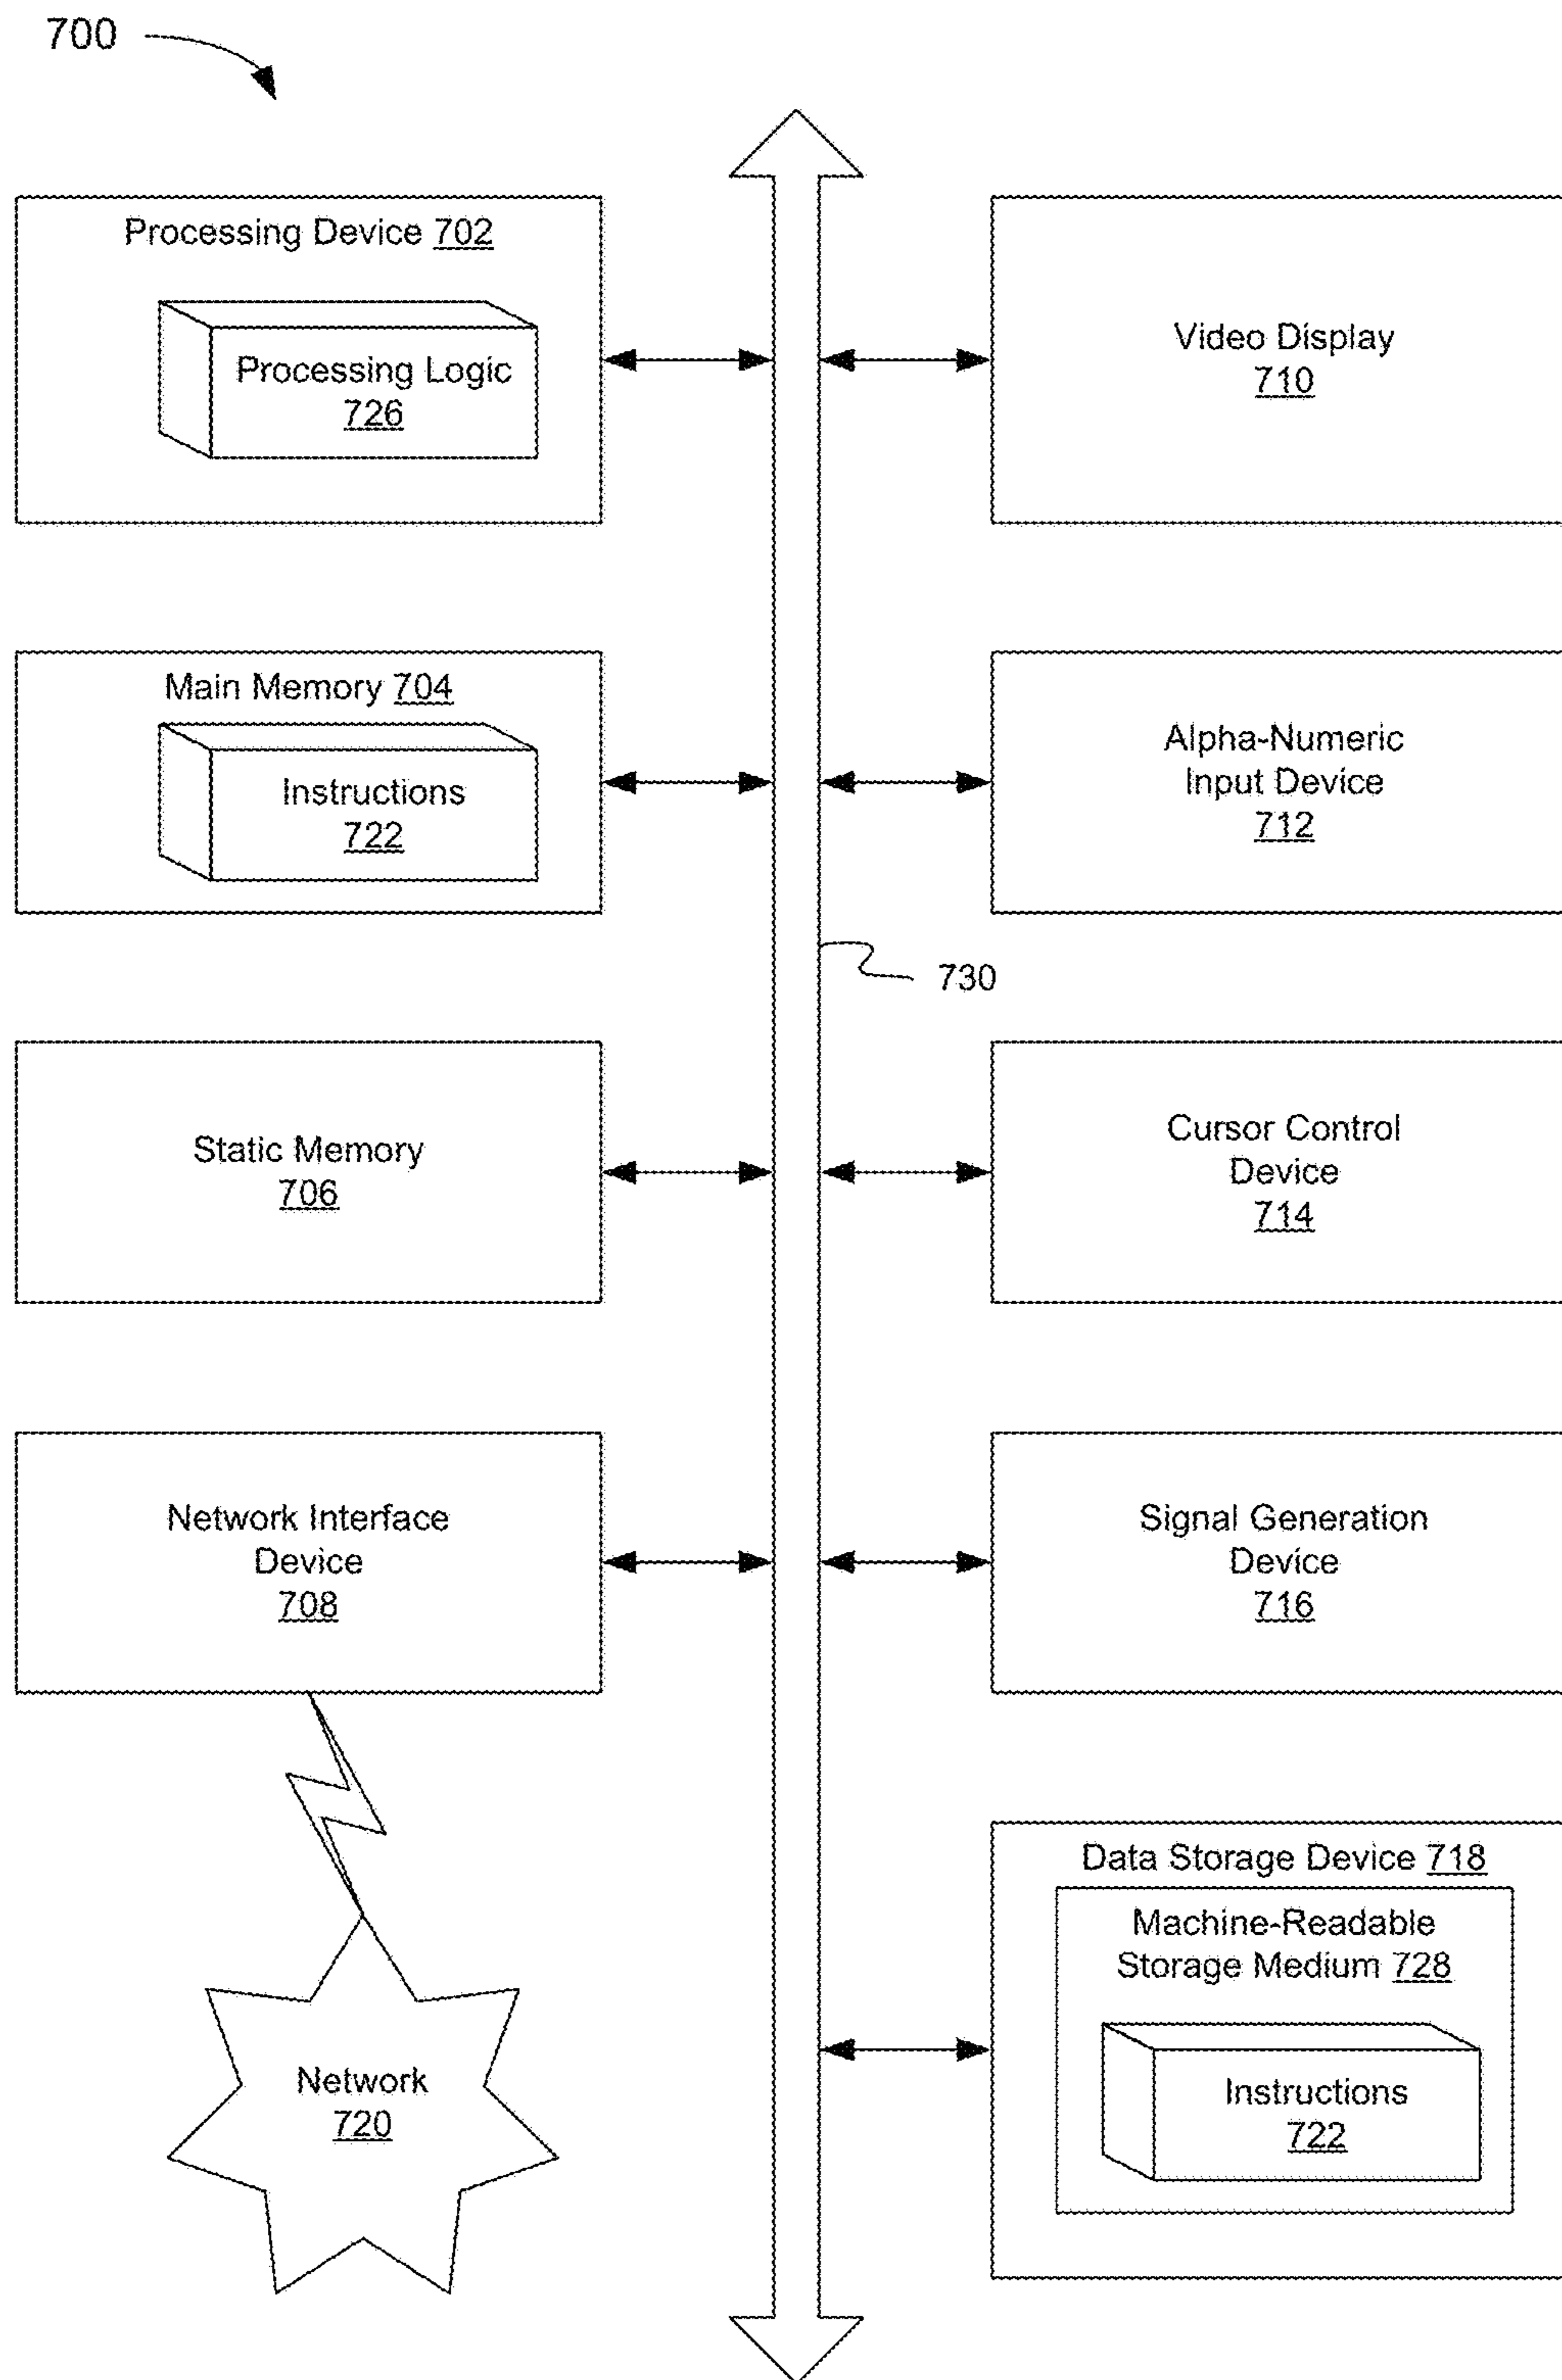 700
Processing Device 702
Processing Logic
726
Video Display
710
Main Memory 704
Instructions
722
Alpha-Numeric
Input Device
712
730
Static Memory
706
Cursor Control
Device
714
Network Interface
Device
708
Signal Generation
Device
716
Data Storage Device 718
Machine-Readable
Storage Medium 728
Instructions
722
Network
720